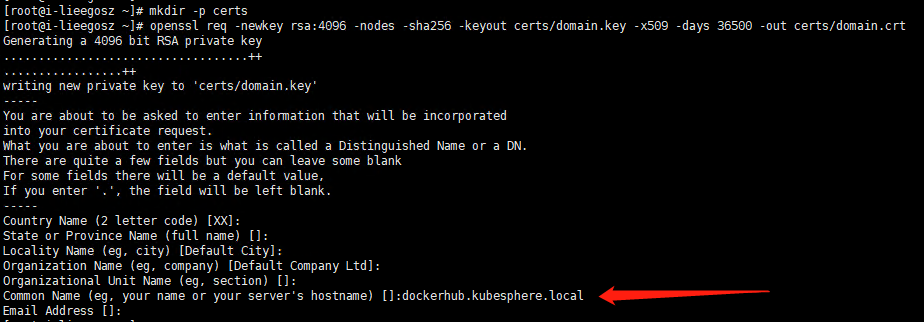 [root@i-lieegosz ~]# mkdir -p certs
[root@i-lieegosz ~]# openssl req -newkey rsa:4096 -nodes -sha256 -keyout certs/domain.key -x509 -days 36500 -out certs/domain.crt
Generating a 4096 bit RSA private key
..................................++
.................++
writing new private key to 'certs/domain.key'
-----
You are about to be asked to enter information that will be incorporated
into your certificate request.
What you are about to enter is what is called a Distinguished Name or a DN.
There are quite a few fields but you can leave some blank
For some fields there will be a default value,
If you enter '.', the field will be left blank.
-----
Country Name (2 letter code) [XX]:
State or Province Name (full name) []:
Locality Name (eg, city) [Default City]:
Organization Name (eg, company) [Default Company Ltd]:
Organizational Unit Name (eg, section) []:
Common Name (eg, your name or your server's hostname) []:dockerhub.kubesphere.local
Email Address []: